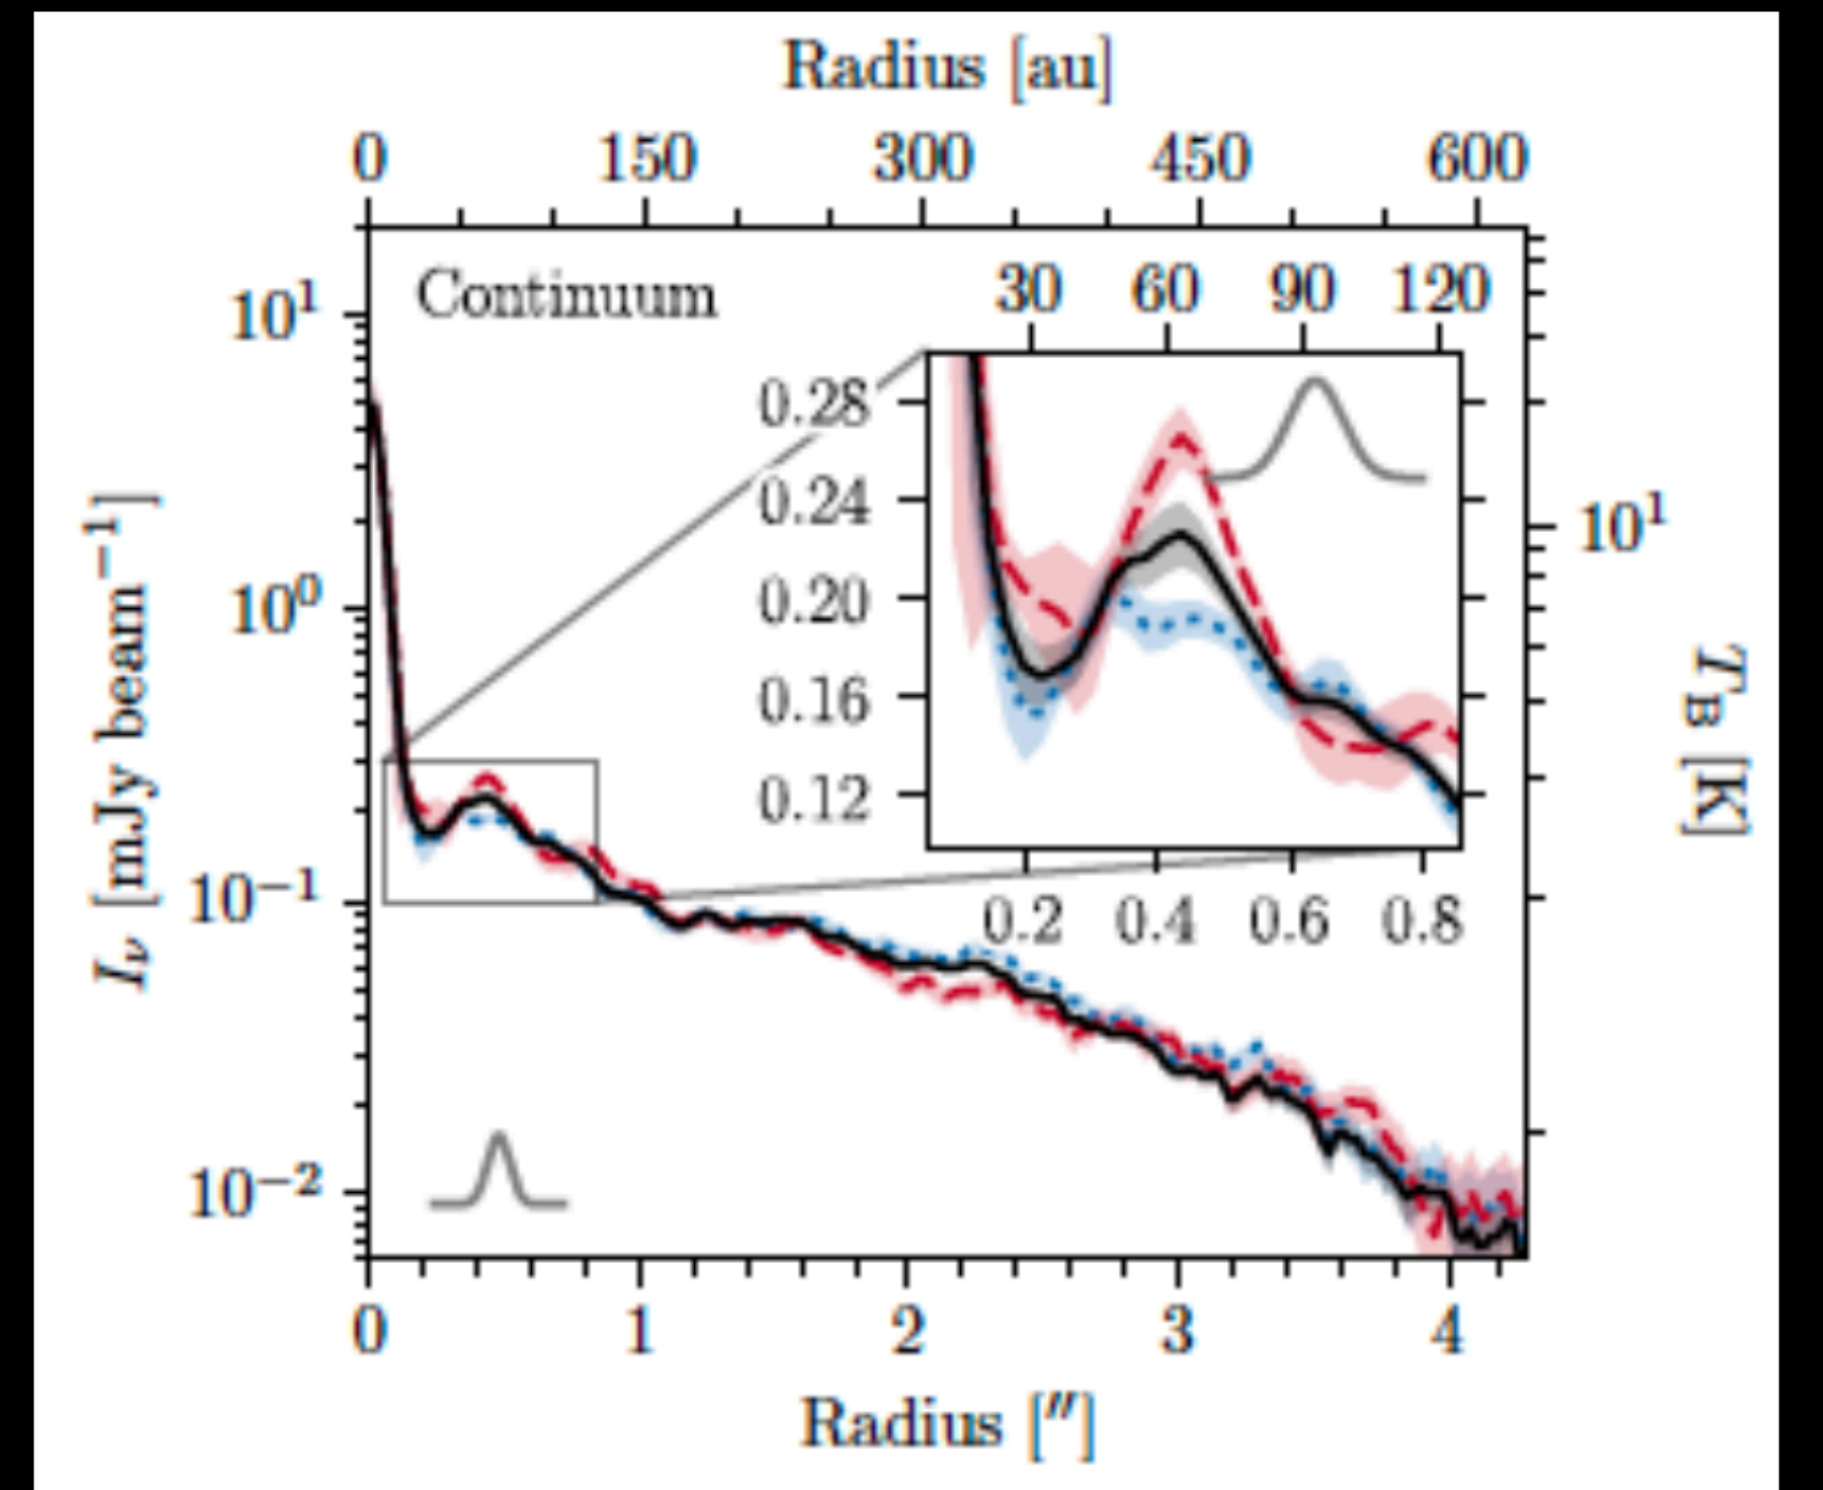 Radius [au]
0 150 300 450 600
Continuum
30 60 90 120
10¹
10⁰
10⁻¹
10⁻²
I_ν [mJy beam⁻¹]
0.28
0.24
0.20
0.16
0.12
0.2 0.4 0.6 0.8
10¹
T_B [K]
0 1 2 3 4
Radius [″]